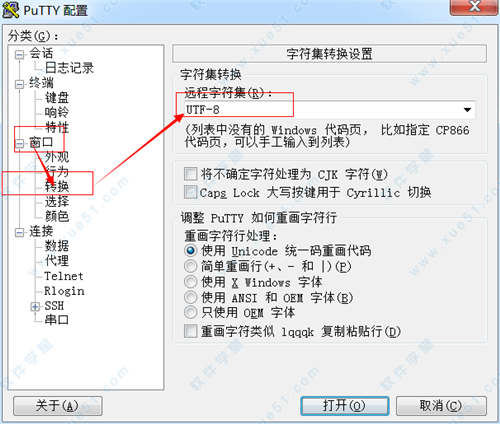 PuTTY 配置
分类(G):
会话
日志记录
终端
键盘
响铃
特性
窗口
外观
行为
转换
选择
颜色
连接
数据
代理
Telnet
Rlogin
SSH
串口
字符集转换设置
字符集转换
远程字符集(R):
UTF-8
(列表中没有的 Windows 代码页, 比如指定 CP866
代码页, 可以手工输入到列表)
将不确定字符处理为 CJK 字符(W)
Caps Lock 大写按键用于 Cyrillic 切换
调整 PuTTY 如何重画字符行
重画字符行处理:
使用 Unicode 统一码重画代码
简单重画行(+、- 和 |)(P)
使用 X Windows 字体
使用 ANSI 和 OEM 字体(B)
只使用 OEM 字体
重画字符类似 lqqqk 复制粘贴行(D)
关于(A)
打开(O)
取消(C)
软件学堂
www.xue51.com